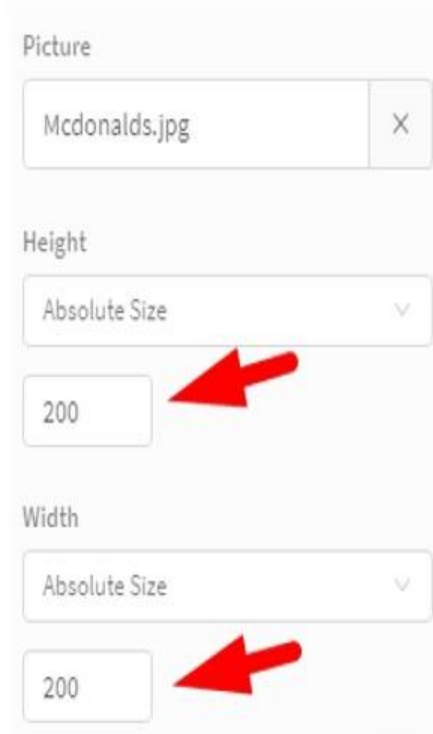 Picture
Mcdonalds.jpg
Height
Absolute Size
200
Width
Absolute Size
200